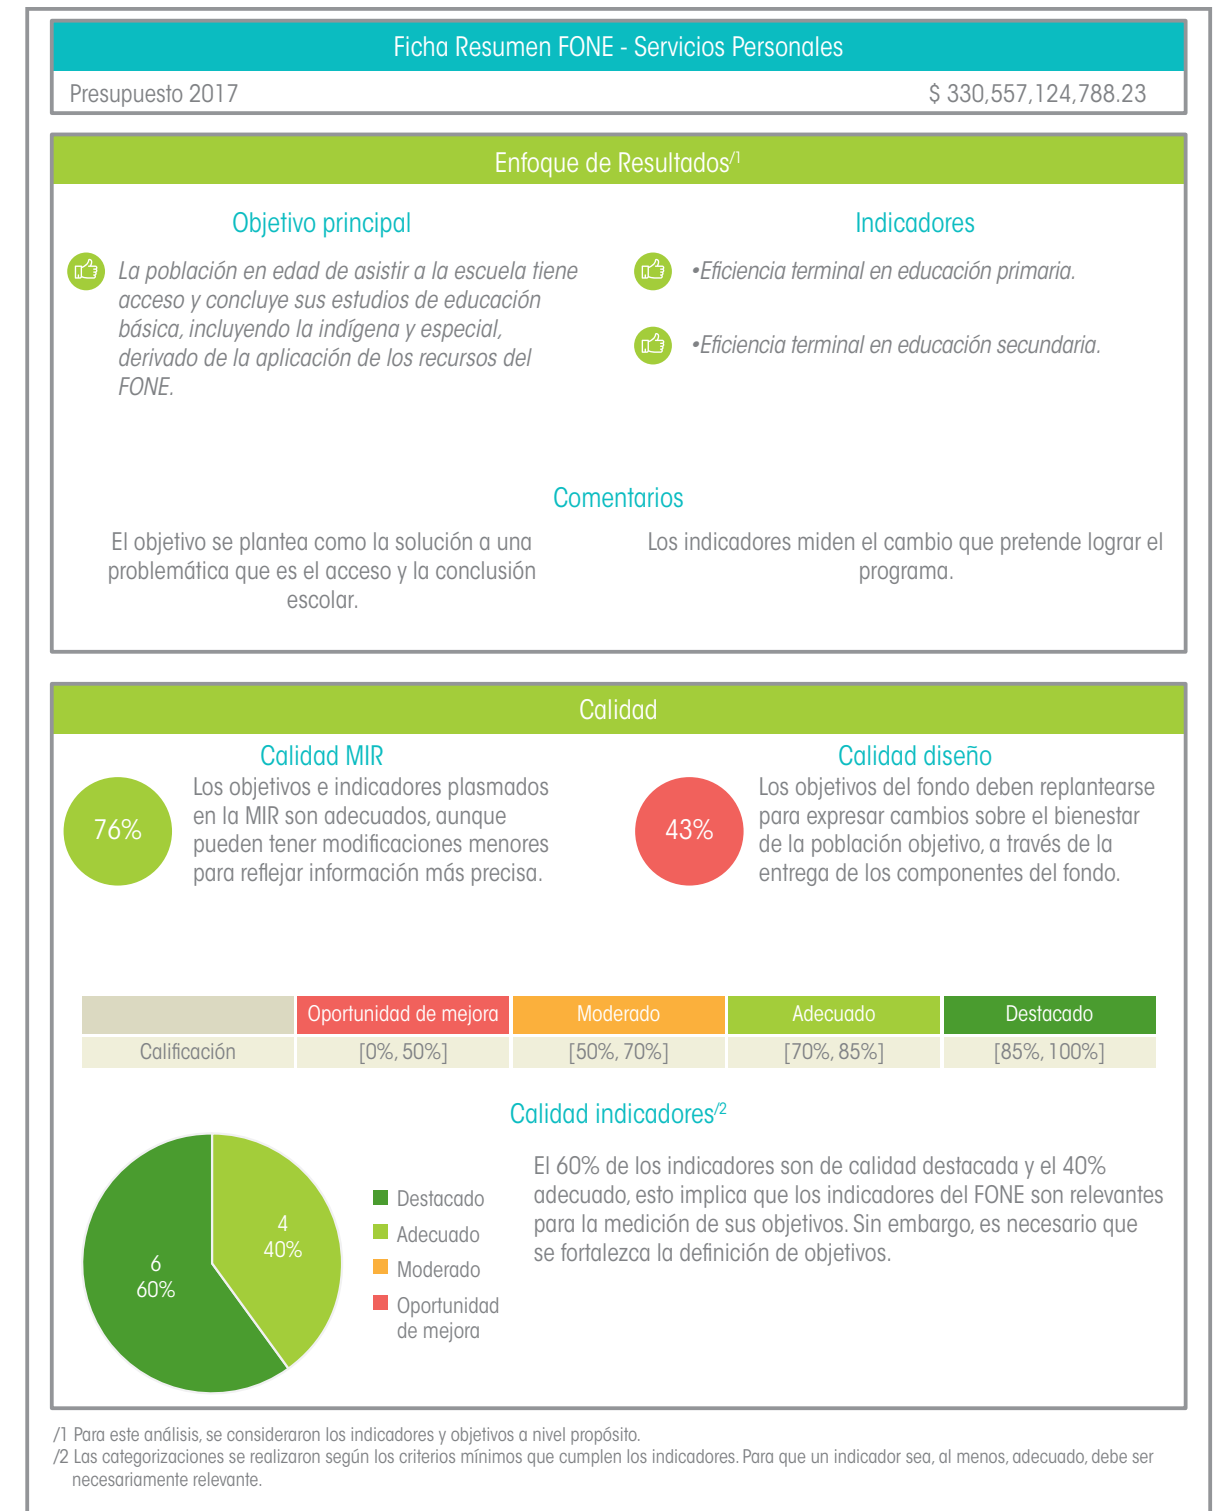 Ficha Resumen FONE - Servicios Personales
Presupuesto 2017 $ 330,557,124,788.23
Enfoque de Resultados/1
Objetivo principal
La población en edad de asistir a la escuela tiene
acceso y concluye sus estudios de educación
básica, incluyendo la indígena y especial,
derivado de la aplicación de los recursos del
FONE.
Indicadores
•Eficiencia terminal en educación primaria.
•Eficiencia terminal en educación secundaria.
Comentarios
El objetivo se plantea como la solución a una
problemática que es el acceso y la conclusión
escolar.
Los indicadores miden el cambio que pretende lograr el
programa.
Calidad
Calidad MIR
76%
Los objetivos e indicadores plasmados
en la MIR son adecuados, aunque
pueden tener modificaciones menores
para reflejar información más precisa.
Calidad diseño
43%
Los objetivos del fondo deben replantearse
para expresar cambios sobre el bienestar
de la población objetivo, a través de la
entrega de los componentes del fondo.
Oportunidad de mejora Moderado Adecuado Destacado
Calificación [0%, 50%] [50%, 70%] [70%, 85%] [85%, 100%]
Calidad indicadores/2
4
40%
6
60%
Destacado
Adecuado
Moderado
Oportunidad
de mejora
El 60% de los indicadores son de calidad destacada y el 40%
adecuado, esto implica que los indicadores del FONE son relevantes
para la medición de sus objetivos. Sin embargo, es necesario que
se fortalezca la definición de objetivos.
/1 Para este análisis, se consideraron los indicadores y objetivos a nivel propósito.
/2 Las categorizaciones se realizaron según los criterios mínimos que cumplen los indicadores. Para que un indicador sea, al menos, adecuado, debe ser
necesariamente relevante.